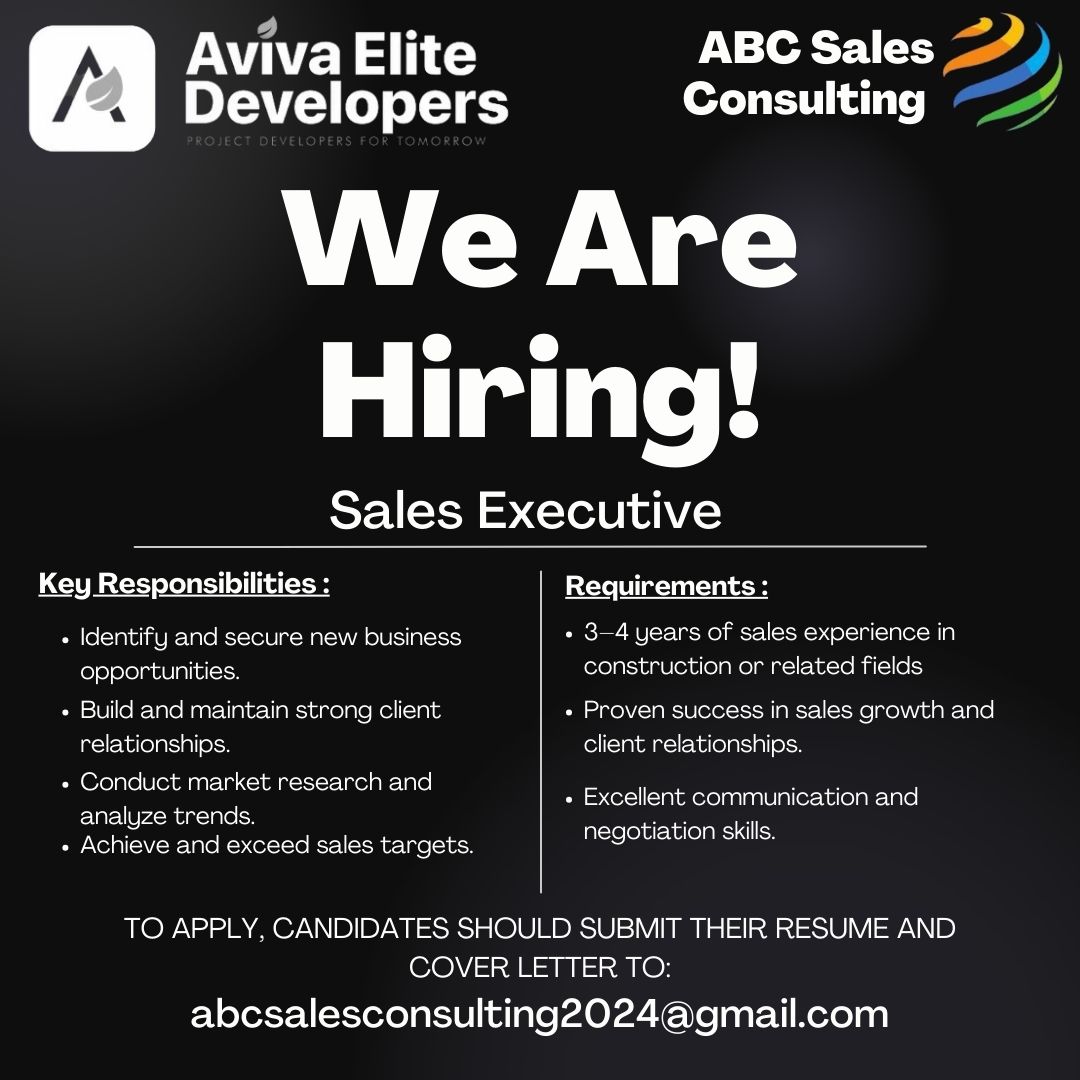 Aviva Elite
Developers
PROJECT DEVELOPERS FOR TOMORROW
ABC Sales
Consulting
We Are
Hiring!
Sales Executive
Key Responsibilities :
• Identify and secure new business
opportunities.
• Build and maintain strong client
relationships.
• Conduct market research and
analyze trends.
• Achieve and exceed sales targets.
Requirements :
• 3–4 years of sales experience in
construction or related fields
• Proven success in sales growth and
client relationships.
• Excellent communication and
negotiation skills.
TO APPLY, CANDIDATES SHOULD SUBMIT THEIR RESUME AND
COVER LETTER TO:
abcsalesconsulting2024@gmail.com